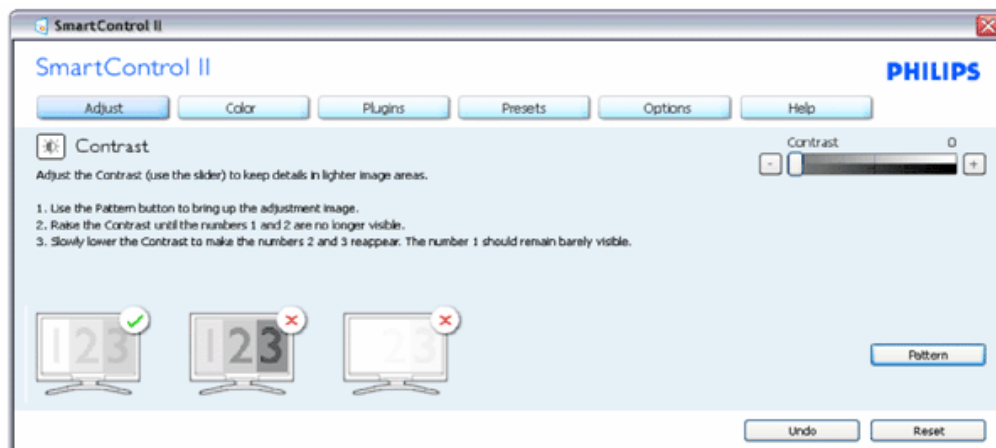 SmartControl II
SmartControl II
PHILIPS
Adjust Color Plugins Presets Options Help
Contrast
Contrast 0
- +
Adjust the Contrast (use the slider) to keep details in lighter image areas.
1. Use the Pattern button to bring up the adjustment image.
2. Raise the Contrast until the numbers 1 and 2 are no longer visible.
3. Slowly lower the Contrast to make the numbers 2 and 3 reappear. The number 1 should remain barely visible.
123 123 23
Pattern
Undo Reset